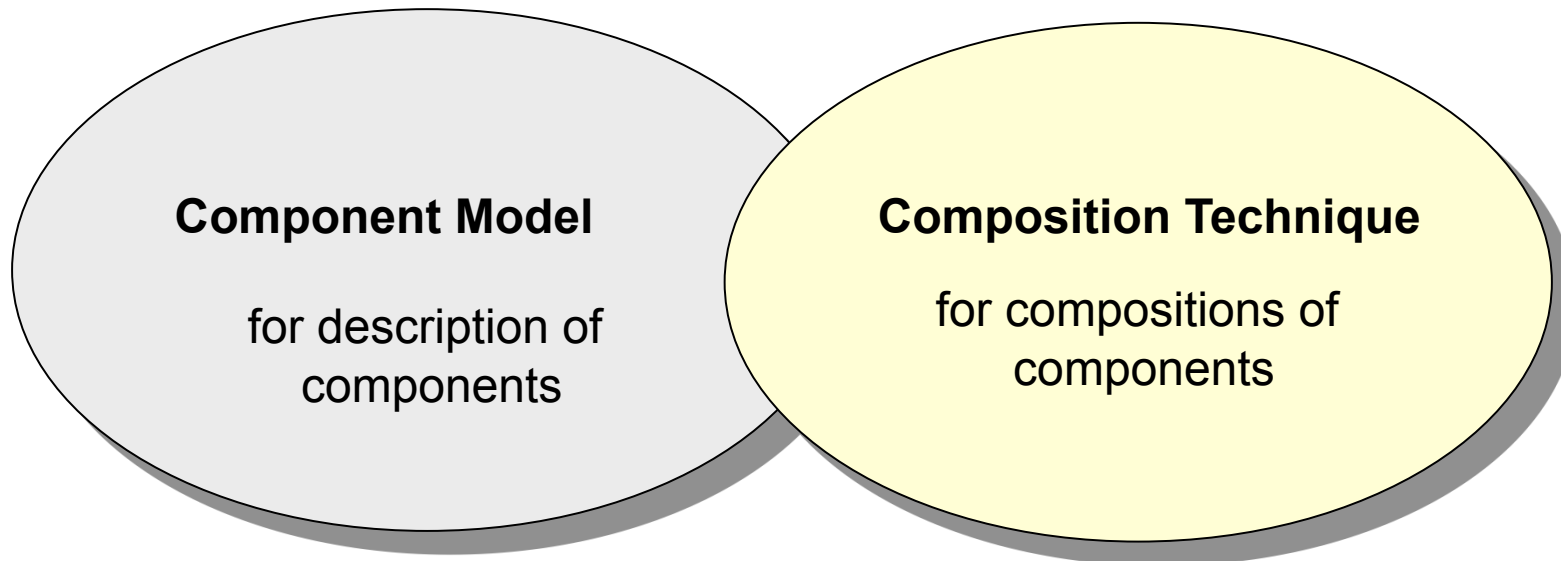 Component Model
for description of
components
Composition Technique
for compositions of
components